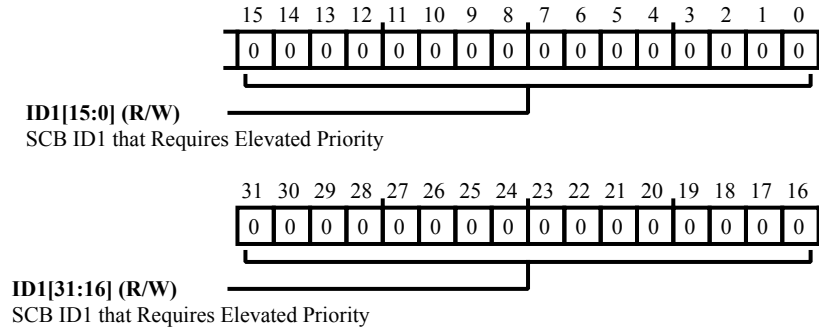 15 14 13 12 11 10 9 8 7 6 5 4 3 2 1 0
0 0 0 0 0 0 0 0 0 0 0 0 0 0 0 0
ID1[15:0] (R/W)
SCB ID1 that Requires Elevated Priority
31 30 29 28 27 26 25 24 23 22 21 20 19 18 17 16
0 0 0 0 0 0 0 0 0 0 0 0 0 0 0 0
ID1[31:16] (R/W)
SCB ID1 that Requires Elevated Priority